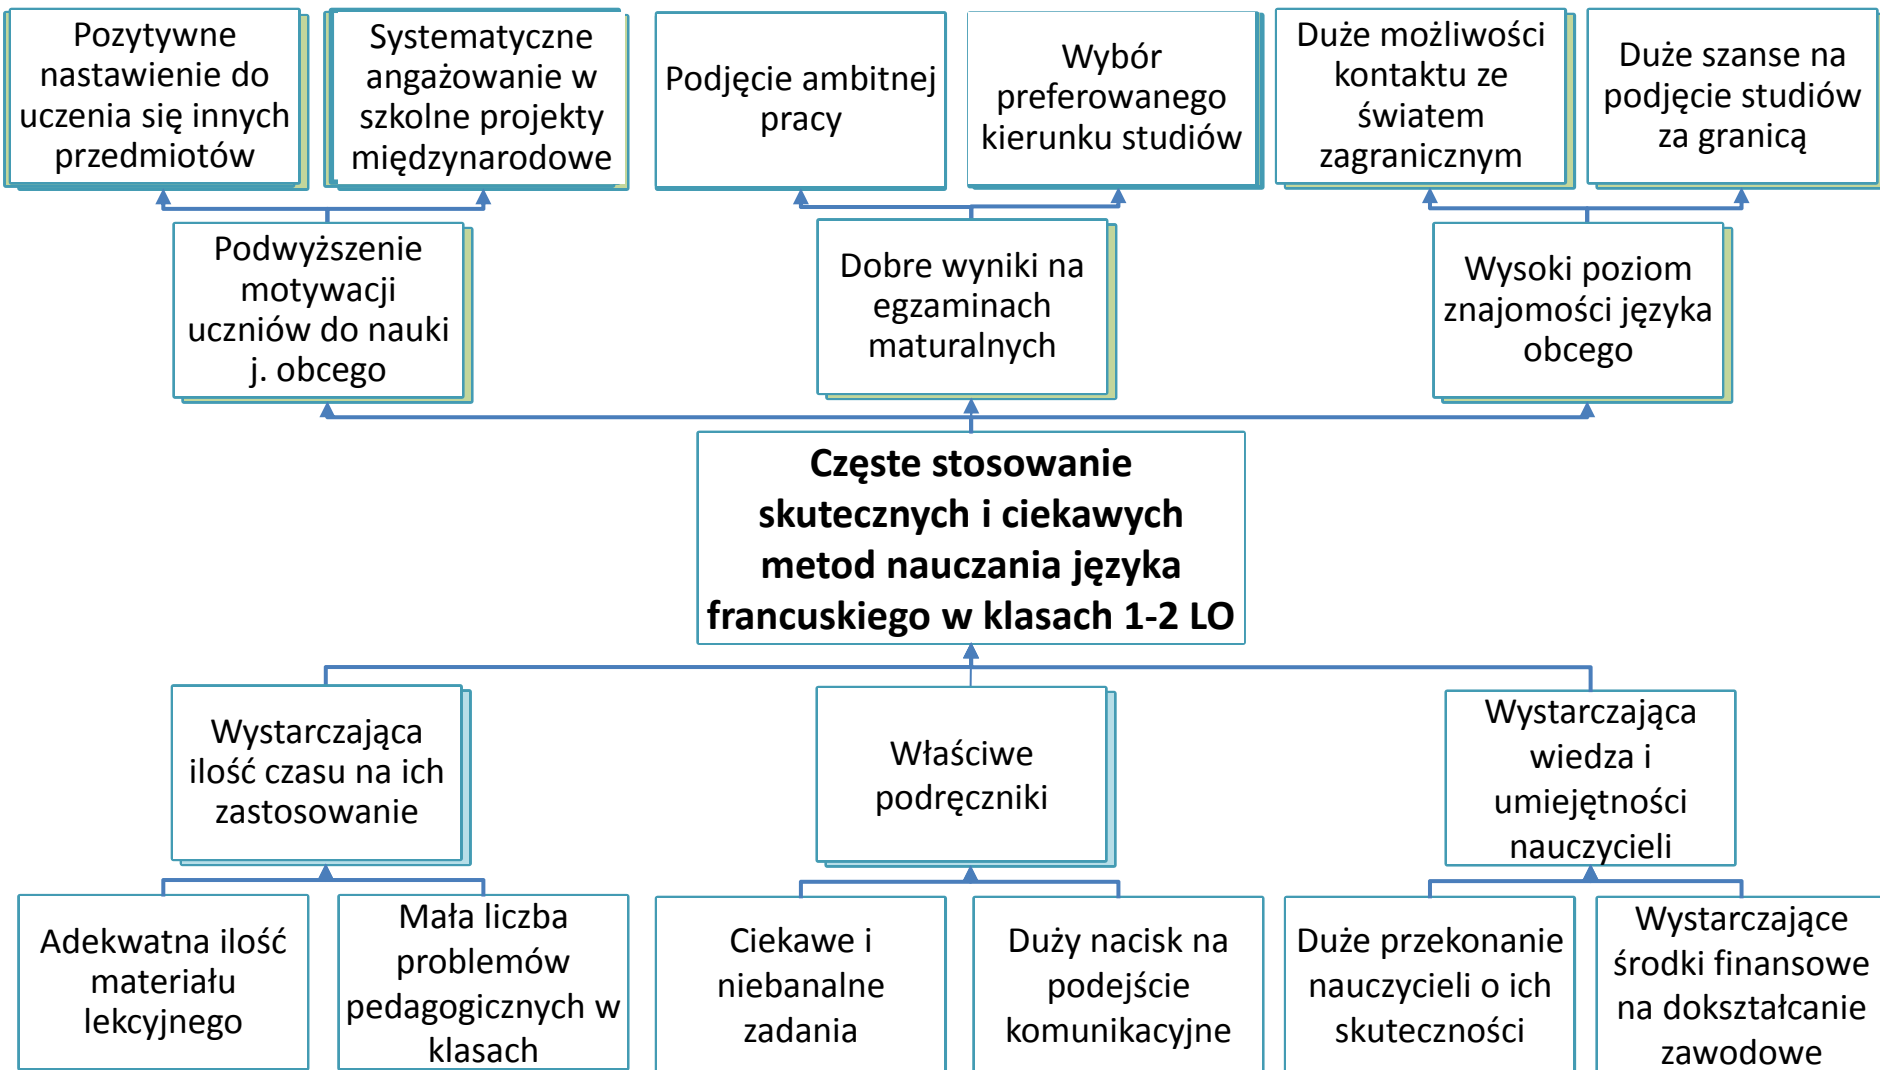 Pozytywne
nastawienie do
uczenia się innych
przedmiotów
Systematyczne
angażowanie w
szkolne projekty
międzynarodowe
Podjęcie ambitnej
pracy
Wybór
preferowanego
kierunku studiów
Duże możliwości
kontaktu ze
światem
zagranicznym
Duże szanse na
podjęcie studiów
za granicą
Podwyższenie
motywacji
uczniów do nauki
j. obcego
Dobre wyniki na
egzaminach
maturalnych
Wysoki poziom
znajomości języka
obcego
Częste stosowanie
skutecznych i ciekawych
metod nauczania języka
francuskiego w klasach 1-2 LO
Wystarczająca
ilość czasu na ich
zastosowanie
Właściwe
podręczniki
Wystarczająca
wiedza i
umiejętności
nauczycieli
Adekwatna ilość
materiału
lekcyjnego
Mała liczba
problemów
pedagogicznych w
klasach
Ciekawe i
niebanalne
zadania
Duży nacisk na
podejście
komunikacyjne
Duże przekonanie
nauczycieli o ich
skuteczności
Wystarczające
środki finansowe
na dokształcanie
zawodowe